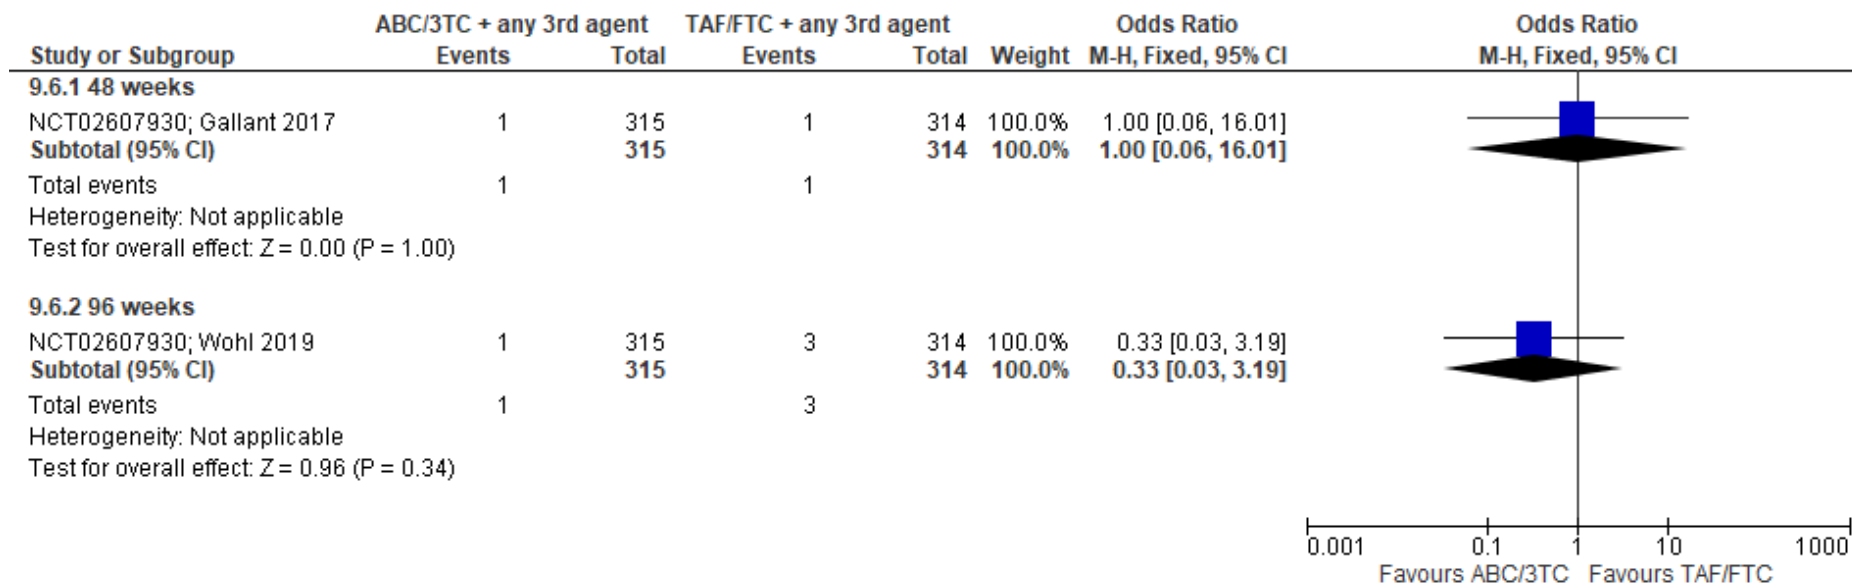 ABC/3TC + any 3rd agent TAF/FTC + any 3rd agent Odds Ratio Odds Ratio
Study or Subgroup Events Total Events Total Weight M-H, Fixed, 95% CI M-H, Fixed, 95% CI
9.6.1 48 weeks
NCT02607930; Gallant 2017 1 315 1 314 100.0% 1.00 [0.06, 16.01]
Subtotal (95% CI) 315 314 100.0% 1.00 [0.06, 16.01]
Total events 1 1
Heterogeneity: Not applicable
Test for overall effect: Z = 0.00 (P = 1.00)
9.6.2 96 weeks
NCT02607930; Wohl 2019 1 315 3 314 100.0% 0.33 [0.03, 3.19]
Subtotal (95% CI) 315 314 100.0% 0.33 [0.03, 3.19]
Total events 1 3
Heterogeneity: Not applicable
Test for overall effect: Z = 0.96 (P = 0.34)
0.001 0.1 1 10 1000
Favours ABC/3TC Favours TAF/FTC